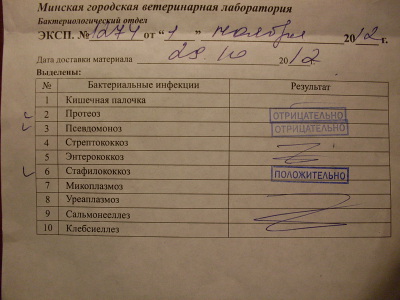 Минская городская ветеринарная лаборатория
Бактериологический отдел
ЭКСП. № 1274 от "1" ноября 2012 г.
Дата доставки материала 29 10 2012
Выделены:
№ Бактериальные инфекции Результат
1 Кишечная палочка
2 Протеоз ОТРИЦАТЕЛЬНО
3 Псевдомоноз ОТРИЦАТЕЛЬНО
4 Стрептококкоз
5 Энтерококкоз
6 Стафилококкоз ПОЛОЖИТЕЛЬНО
7 Микоплазмоз
8 Уреаплазмоз
9 Сальмонеллез
10 Клебсиеллез